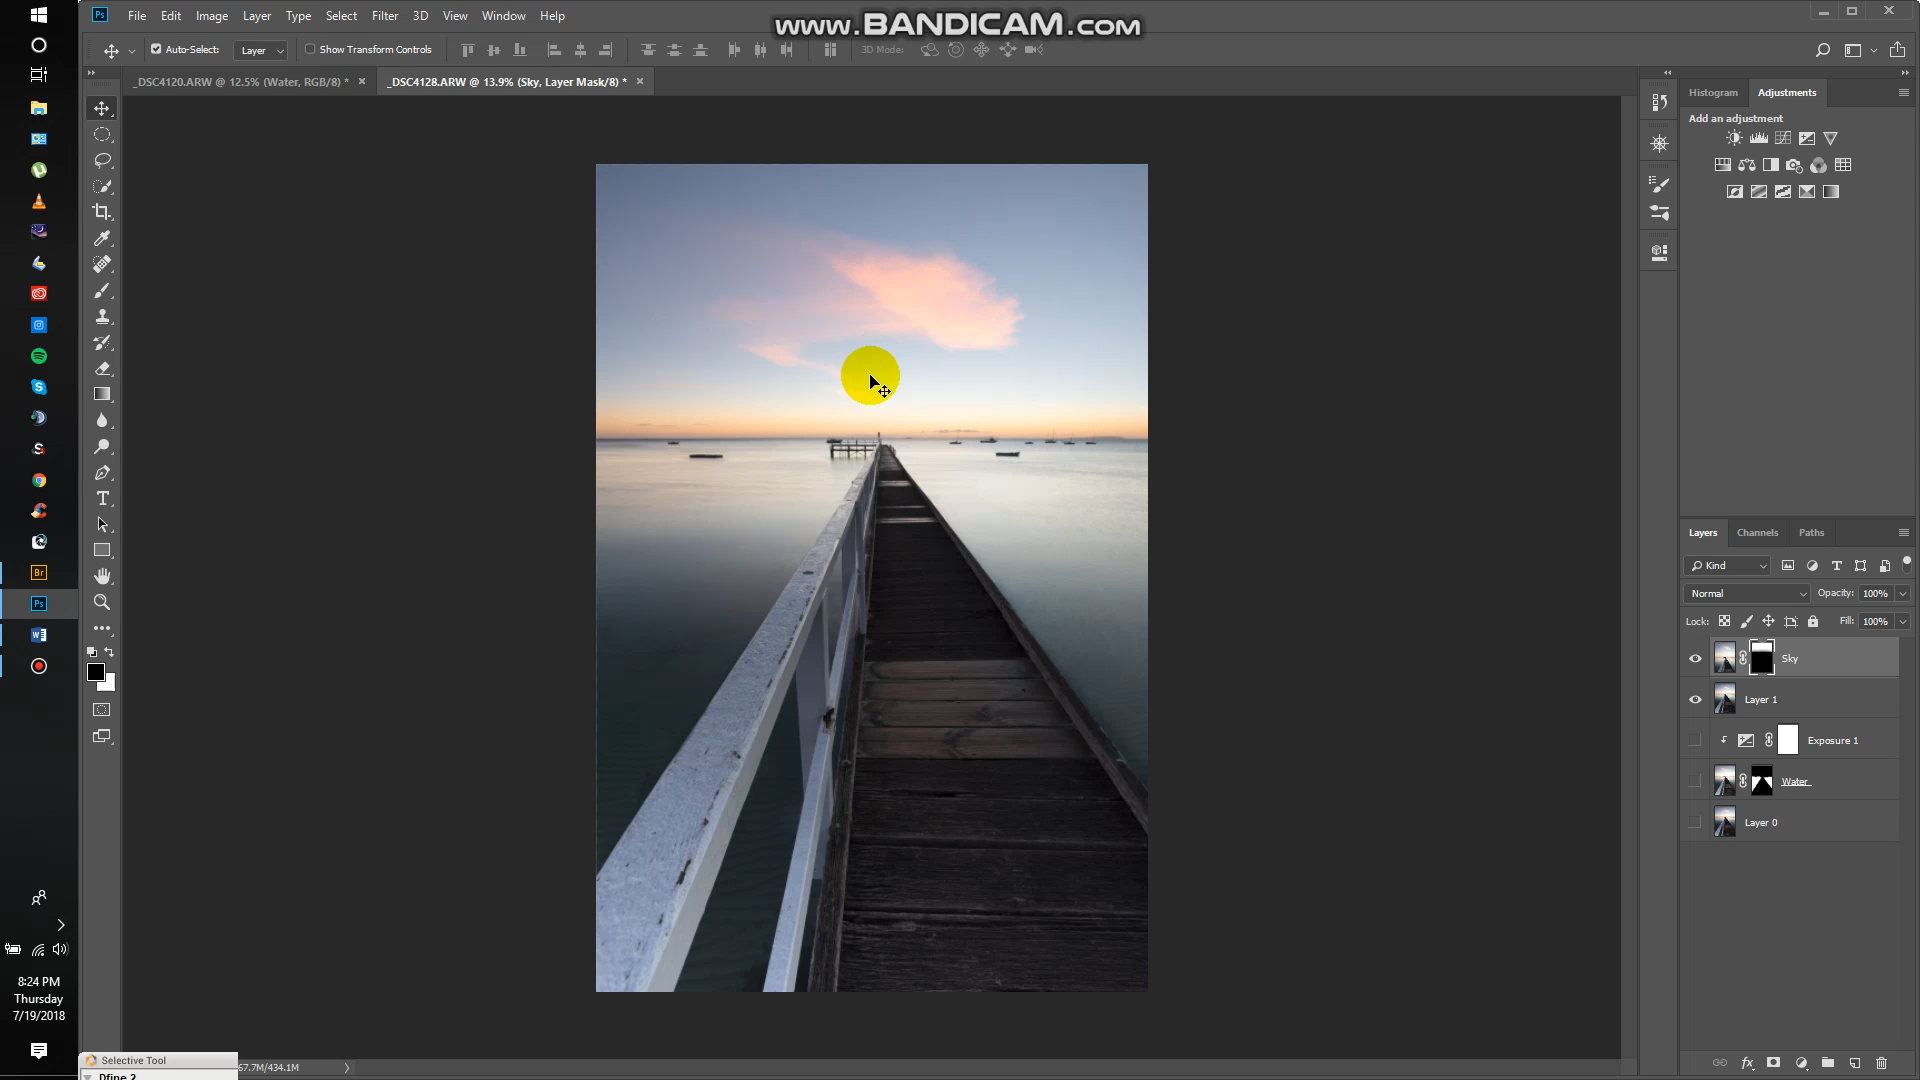 Ps File Edit Image Layer Type Select Filter 3D View Window Help
www.BANDICAM.com
Auto-Select: Layer Show Transform Controls 3D Mode:
_DSC4120.ARW @ 12.5% (Water, RGB/8) * × _DSC4128.ARW @ 13.9% (Sky, Layer Mask/8) * ×
Histogram Adjustments
Add an adjustment
Layers Channels Paths
Kind
Normal Opacity: 100%
Lock: Fill: 100%
Sky
Layer 1
Exposure 1
Water
Layer 0
Br
Ps
8:24 PM
Thursday
7/19/2018
Selective Tool
67.7M/434.1M
Dfine 2